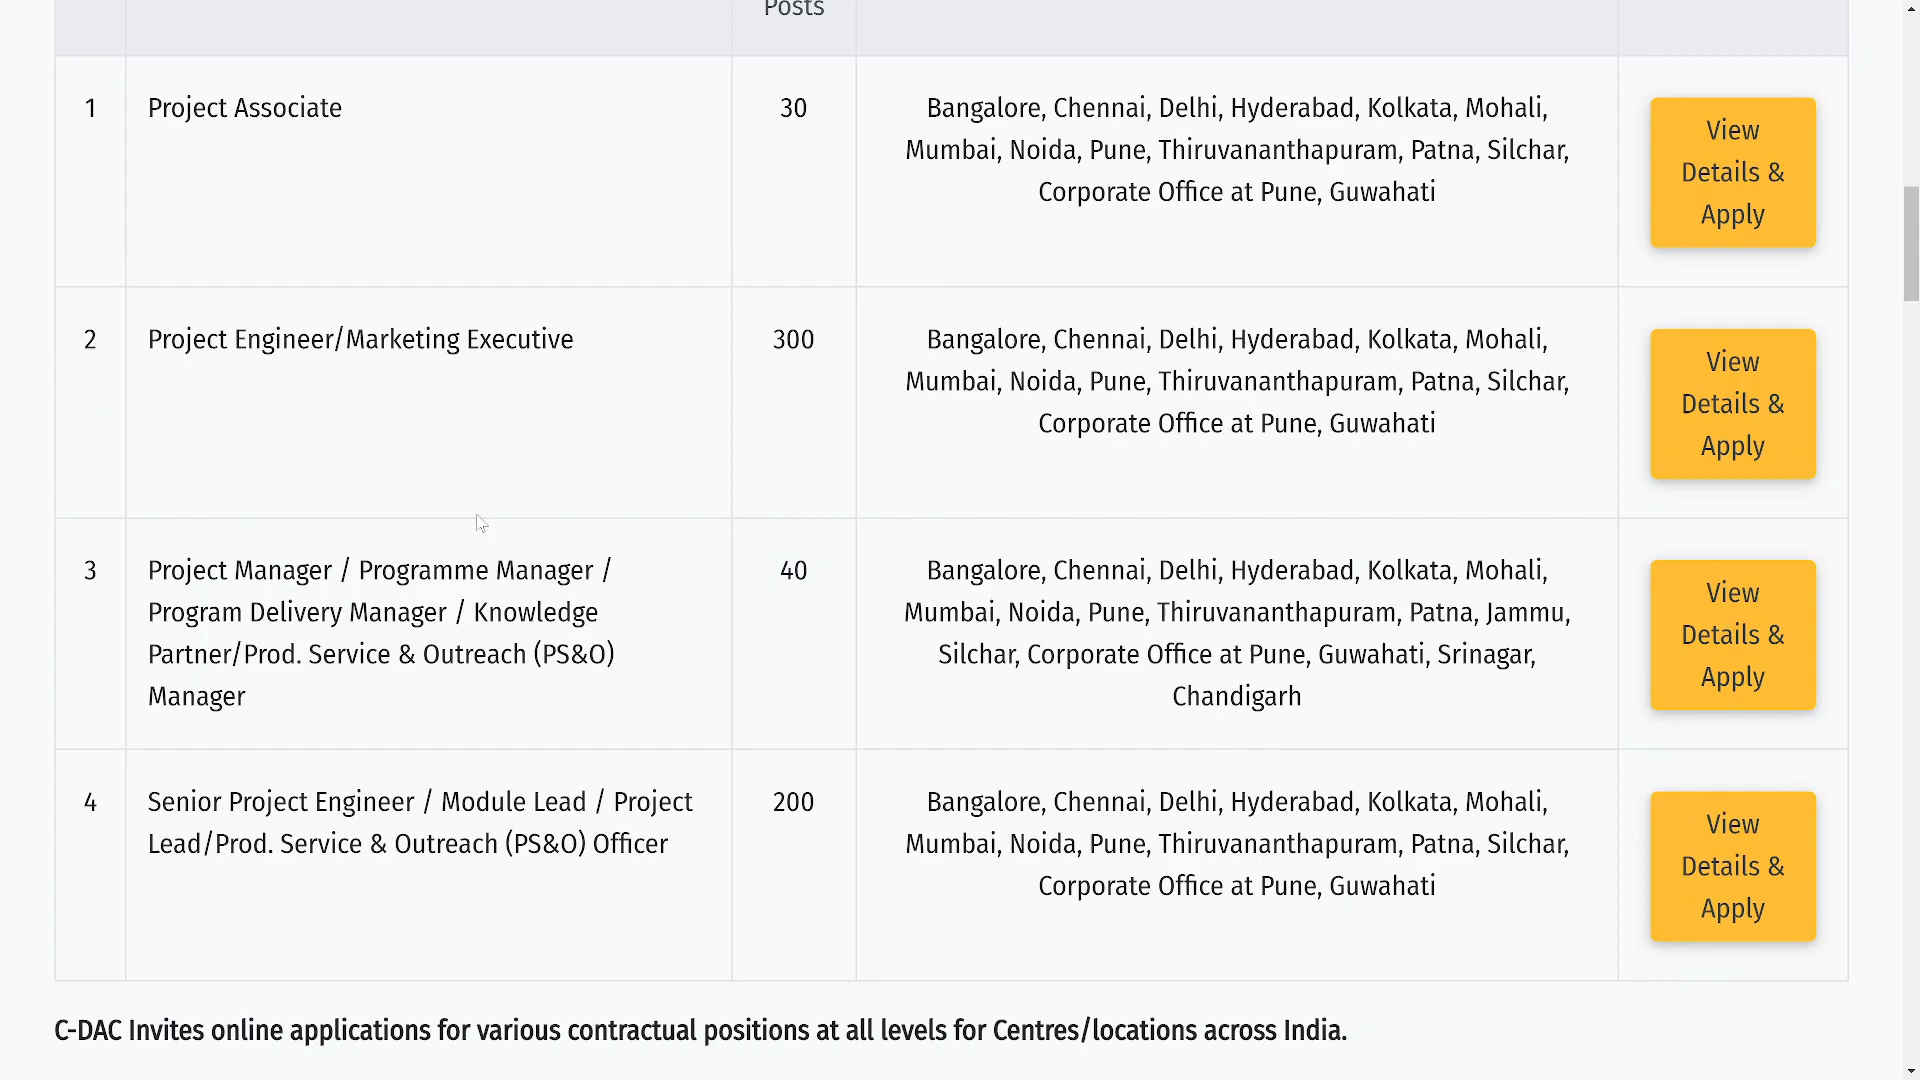 Posts
1
Project Associate
30
Bangalore, Chennai, Delhi, Hyderabad, Kolkata, Mohali,
Mumbai, Noida, Pune, Thiruvananthapuram, Patna, Silchar,
Corporate Office at Pune, Guwahati
View
Details &
Apply
2
Project Engineer/Marketing Executive
300
Bangalore, Chennai, Delhi, Hyderabad, Kolkata, Mohali,
Mumbai, Noida, Pune, Thiruvananthapuram, Patna, Silchar,
Corporate Office at Pune, Guwahati
View
Details &
Apply
3
Project Manager / Programme Manager /
Program Delivery Manager / Knowledge
Partner/Prod. Service & Outreach (PS&O)
Manager
40
Bangalore, Chennai, Delhi, Hyderabad, Kolkata, Mohali,
Mumbai, Noida, Pune, Thiruvananthapuram, Patna, Jammu,
Silchar, Corporate Office at Pune, Guwahati, Srinagar,
Chandigarh
View
Details &
Apply
4
Senior Project Engineer / Module Lead / Project
Lead/Prod. Service & Outreach (PS&O) Officer
200
Bangalore, Chennai, Delhi, Hyderabad, Kolkata, Mohali,
Mumbai, Noida, Pune, Thiruvananthapuram, Patna, Silchar,
Corporate Office at Pune, Guwahati
View
Details &
Apply
C-DAC Invites online applications for various contractual positions at all levels for Centres/locations across India.